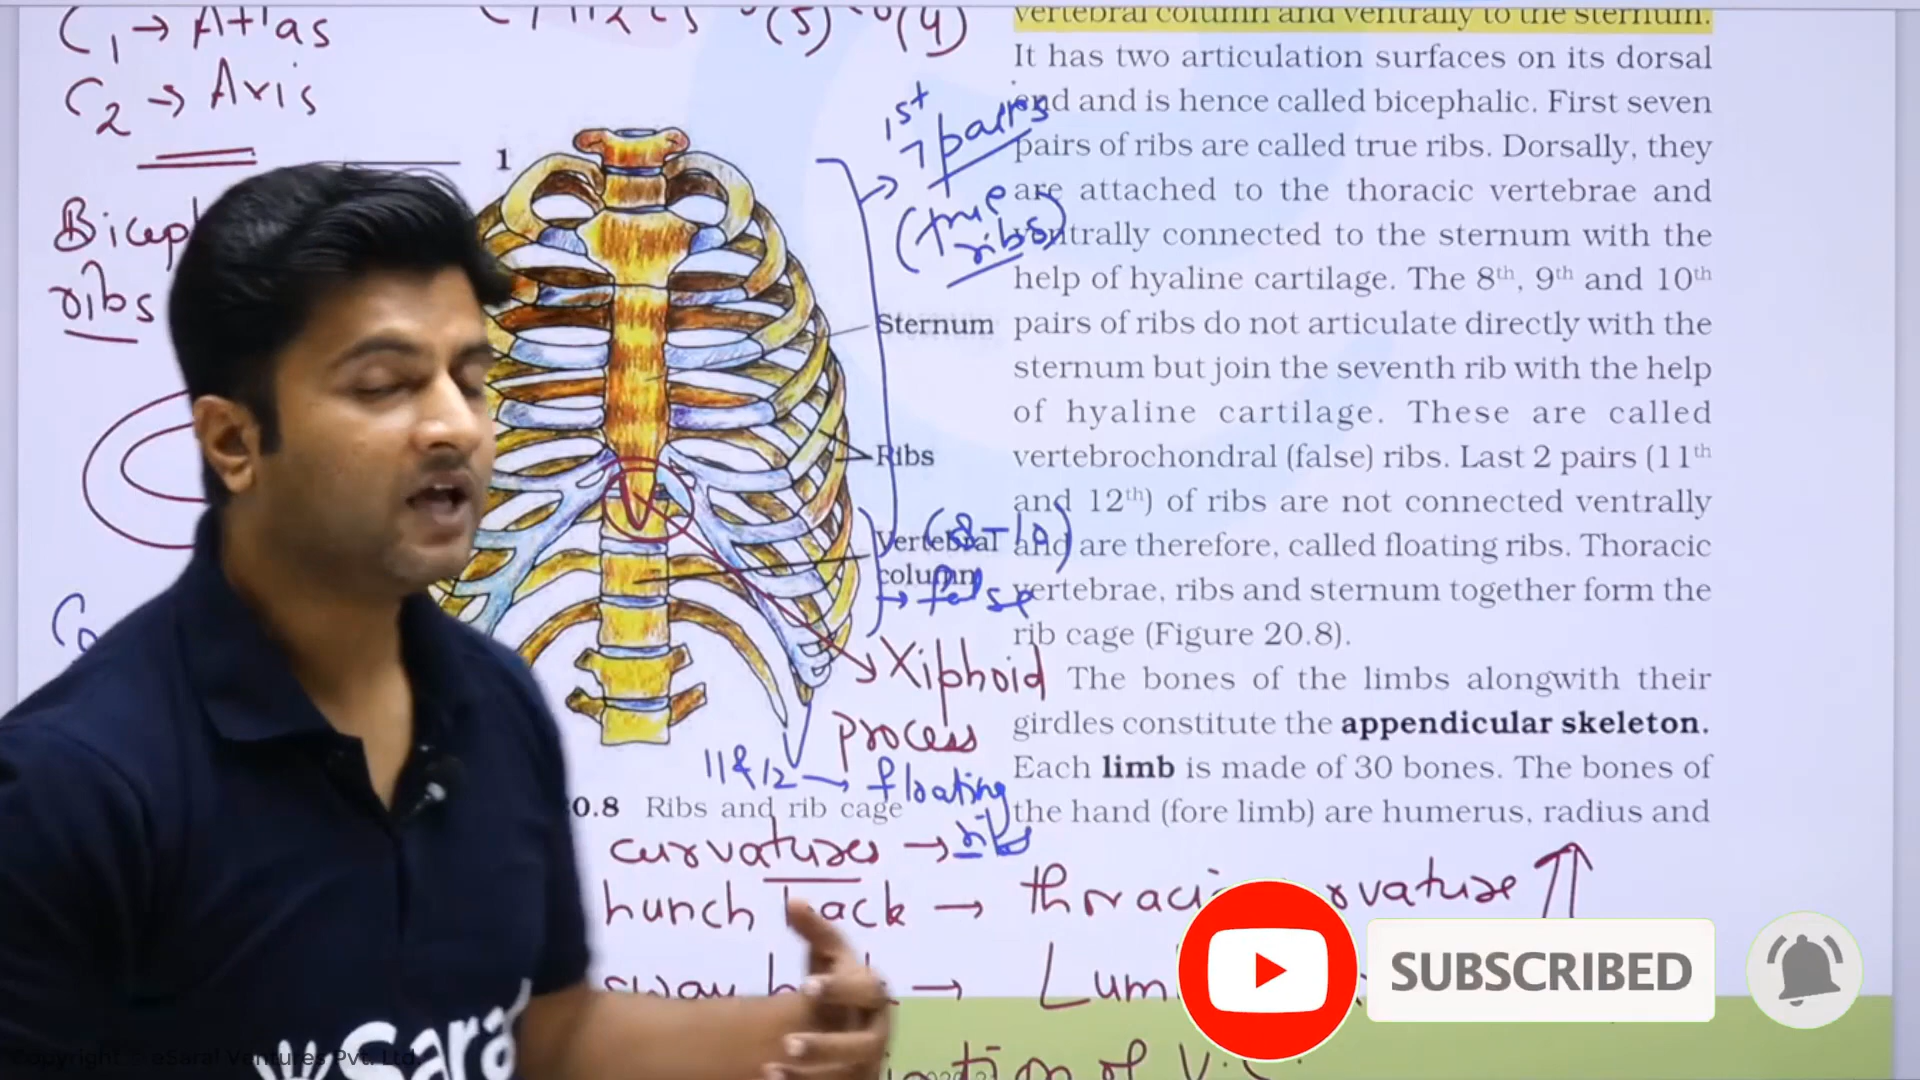 C1 → Atlas
(5) (4)
C2 → Axis
ribs
1
1st
7 pairs
(true
ribs)
Sternum
Ribs
Vertebral
column
(8-10)
→ false
Xiphoid
process
11 & 12 → floating
ribs
0.8 Ribs and rib cage
curvatures →
hunch back →
→
vertebral column and ventrally to the sternum.
It has two articulation surfaces on its dorsal
end and is hence called bicephalic. First seven
pairs of ribs are called true ribs. Dorsally, they
are attached to the thoracic vertebrae and
ventrally connected to the sternum with the
help of hyaline cartilage. The 8th, 9th and 10th
pairs of ribs do not articulate directly with the
sternum but join the seventh rib with the help
of hyaline cartilage. These are called
vertebrochondral (false) ribs. Last 2 pairs (11th
and 12th) of ribs are not connected ventrally
and are therefore, called floating ribs. Thoracic
vertebrae, ribs and sternum together form the
rib cage (Figure 20.8).
The bones of the limbs alongwith their
girdles constitute the appendicular skeleton.
Each limb is made of 30 bones. The bones of
the hand (fore limb) are humerus, radius and
SUBSCRIBED
Copyright © eSaral Ventures Pvt. Ltd.